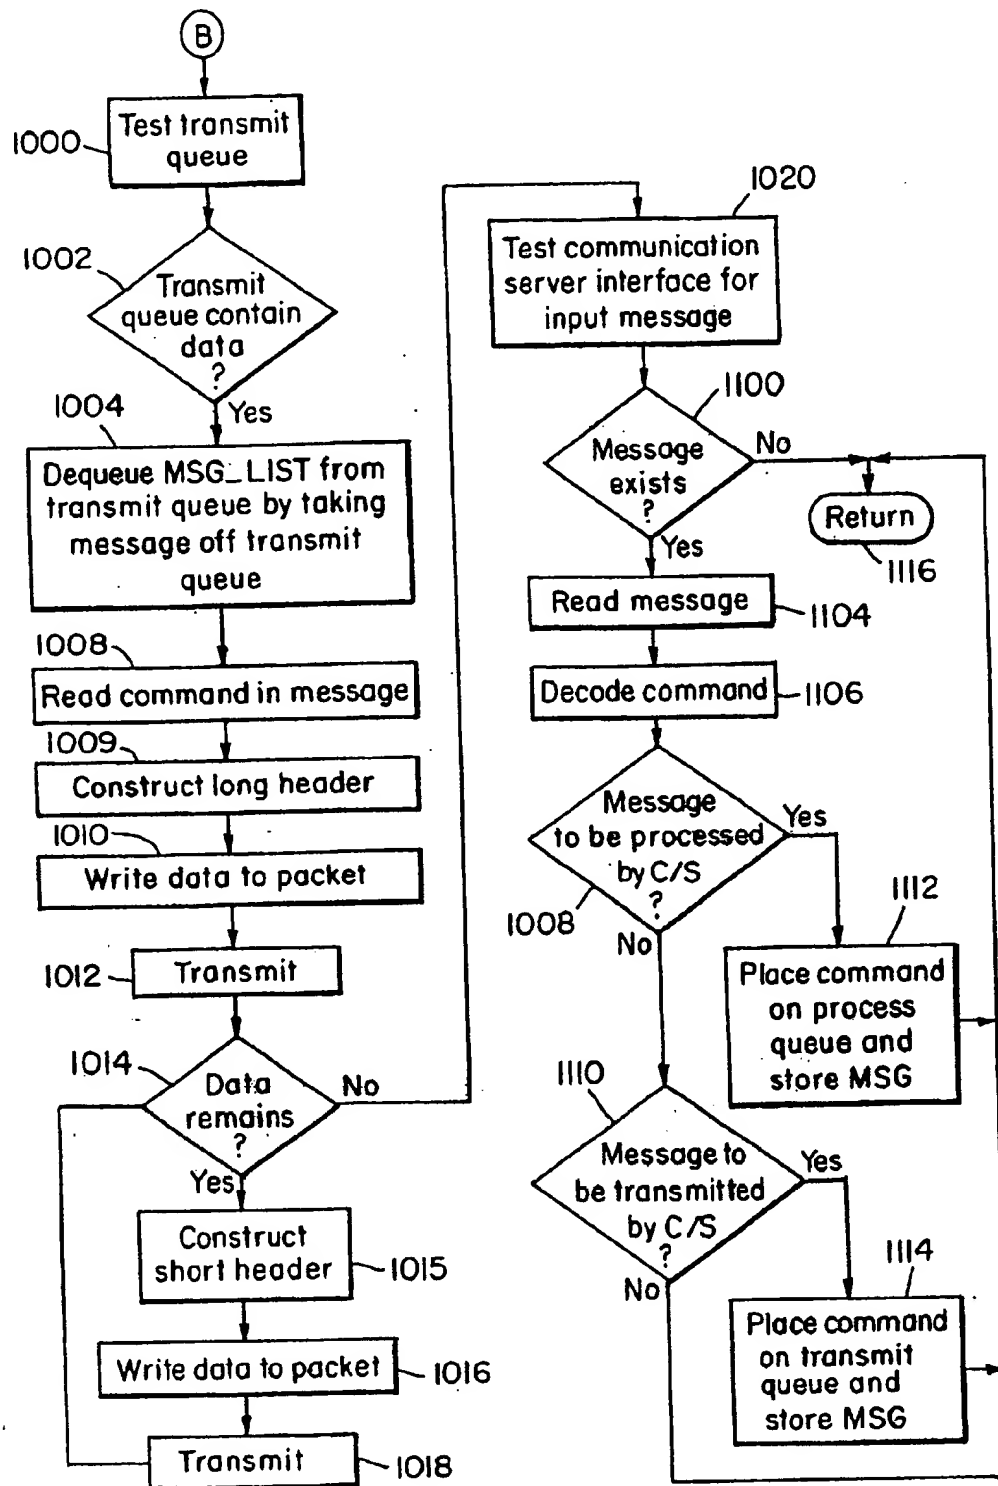 B
Test transmit
queue
1000
1002
Transmit
queue contain
data
?
Yes
1004
Dequeue MSG_LIST from
transmit queue by taking
message off transmit
queue
1008
Read command in message
1009
Construct long header
1010
Write data to packet
1012
Transmit
1014
Data
remains
?
No
Yes
Construct
short header
1015
Write data to packet
1016
Transmit
1018
1020
Test communication
server interface for
input message
1100
Message
exists
?
No
Return
1116
Yes
Read message
1104
Decode command
1106
Message
to be processed
by C/S
?
Yes
1008
No
1112
Place command
on process
queue and
store MSG
1110
Message to
be transmitted
by C/S
?
Yes
No
1114
Place command
on transmit
queue and
store MSG